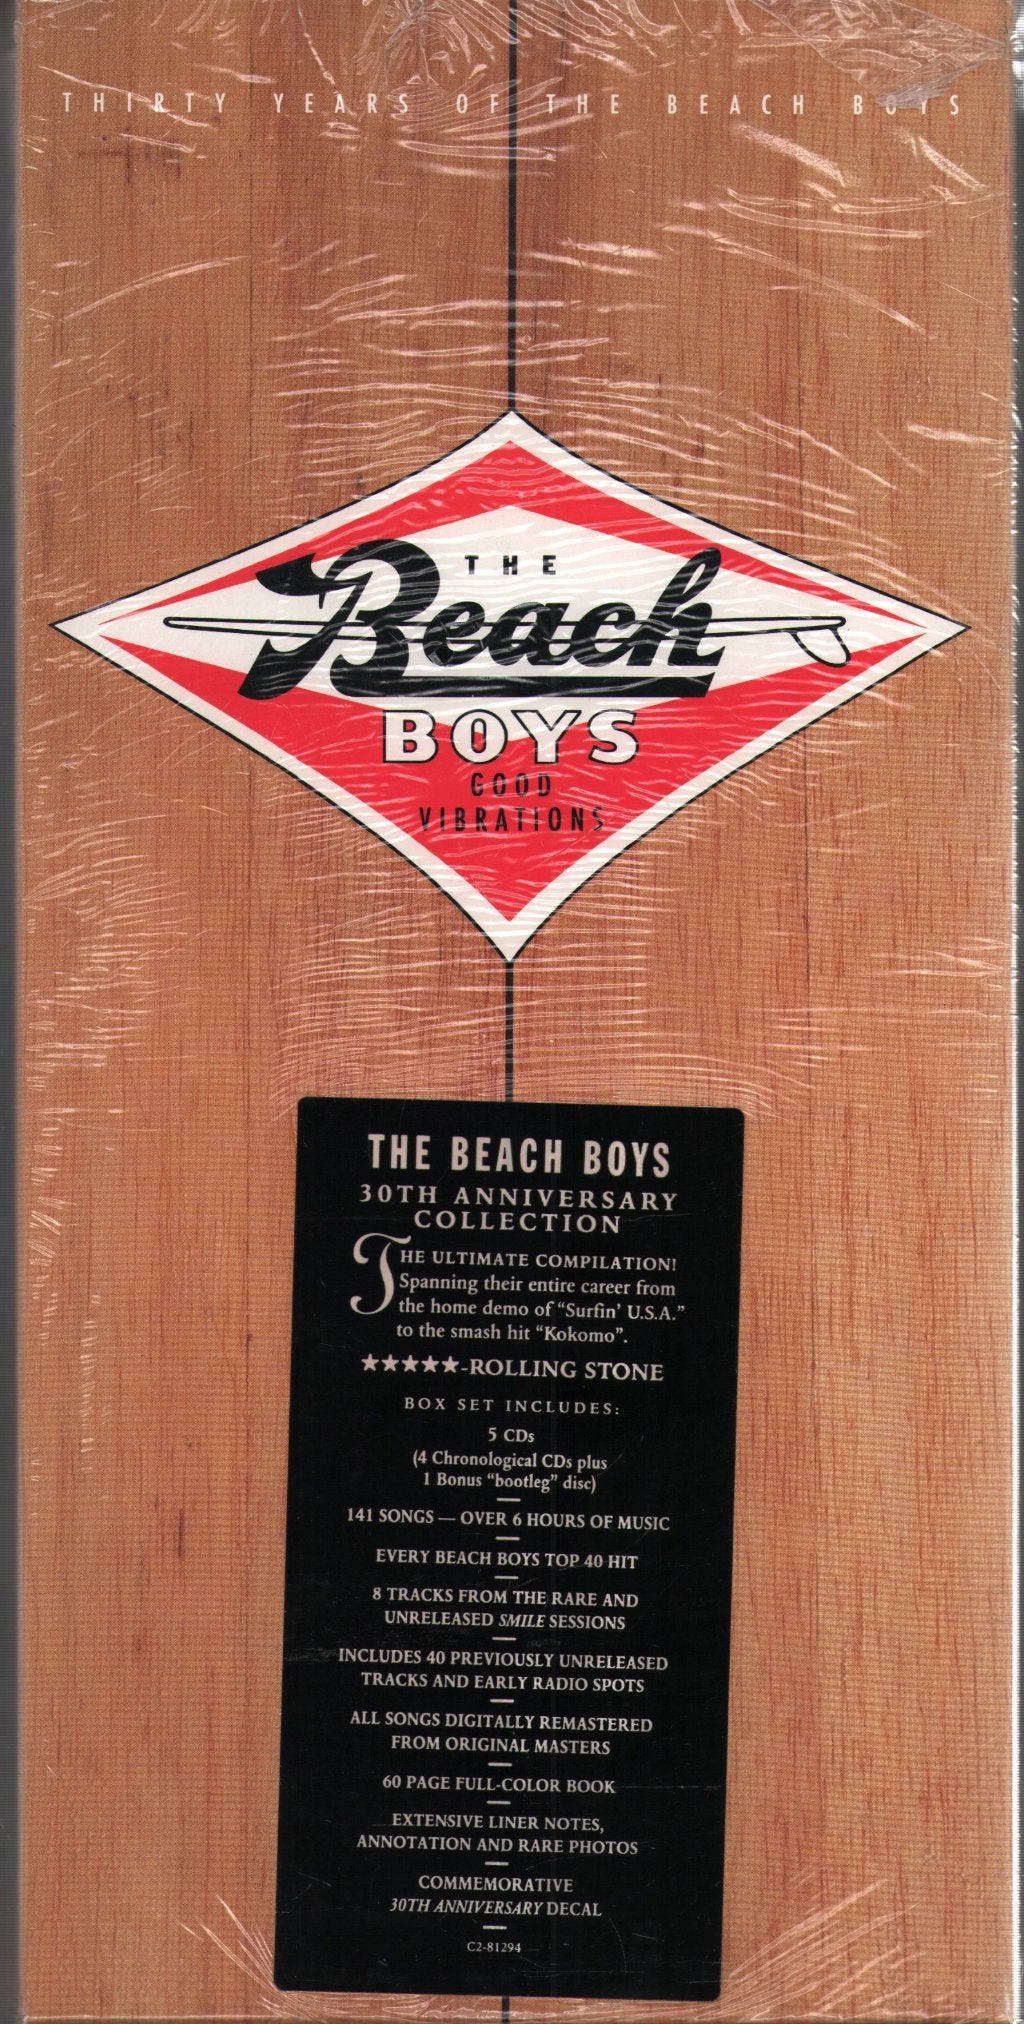 THIRTY YEARS OF THE BEACH BOYS
THE
Beach
BOYS
GOOD
VIBRATIONS
THE BEACH BOYS
30TH ANNIVERSARY
COLLECTION
THE ULTIMATE COMPILATION!
Spanning their entire career from
the home demo of “Surfin’ U.S.A.”
to the smash hit “Kokomo”.
★★★★★-ROLLING STONE
BOX SET INCLUDES:
5 CDs
(4 Chronological CDs plus
1 Bonus “bootleg” disc)
141 SONGS — OVER 6 HOURS OF MUSIC
EVERY BEACH BOYS TOP 40 HIT
8 TRACKS FROM THE RARE AND
UNRELEASED SMILE SESSIONS
INCLUDES 40 PREVIOUSLY UNRELEASED
TRACKS AND EARLY RADIO SPOTS
ALL SONGS DIGITALLY REMASTERED
FROM ORIGINAL MASTERS
60 PAGE FULL-COLOR BOOK
EXTENSIVE LINER NOTES,
ANNOTATION AND RARE PHOTOS
COMMEMORATIVE
30TH ANNIVERSARY DECAL
C2-81294